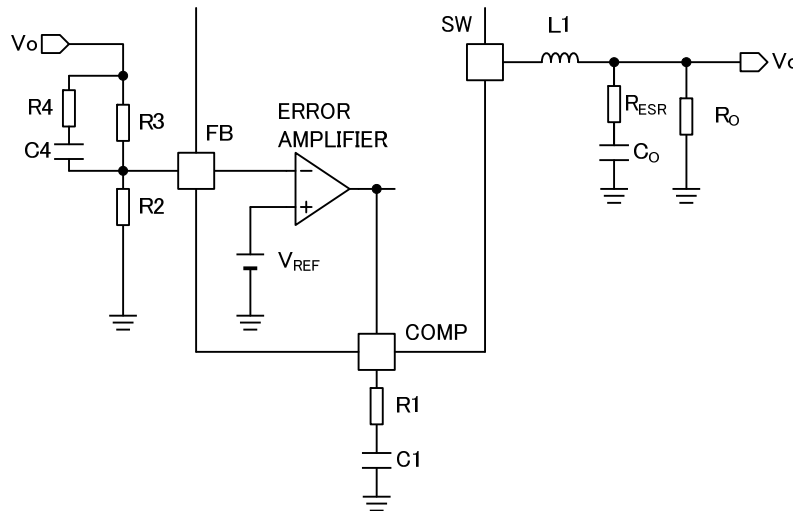 SW
L1
Vo
Vo
R4
R3
C4
FB
ERROR
AMPLIFIER
R2
VREF
RESR
CO
RO
COMP
R1
C1